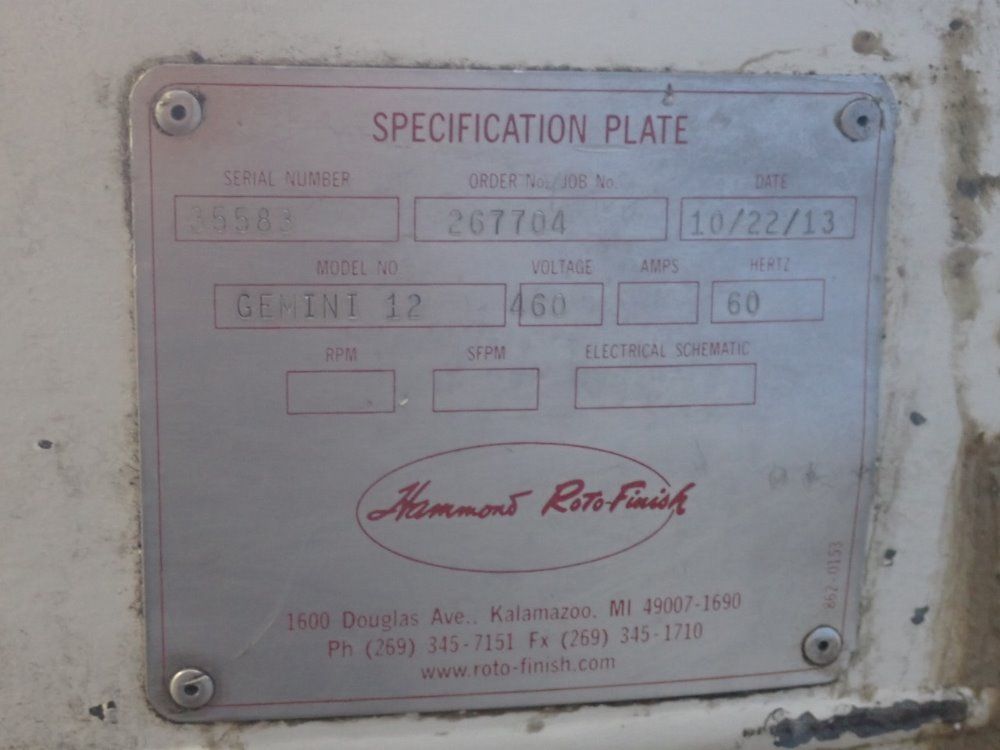 SPECIFICATION PLATE
SERIAL NUMBER ORDER No./JOB No. DATE
35583 267704 10/22/13
MODEL NO. VOLTAGE AMPS HERTZ
GEMINI 12 460 60
RPM SFPM ELECTRICAL SCHEMATIC
Hammond Roto-Finish
862-0153
1600 Douglas Ave., Kalamazoo, MI 49007-1690
Ph (269) 345-7151 Fx (269) 345-1710
www.roto-finish.com